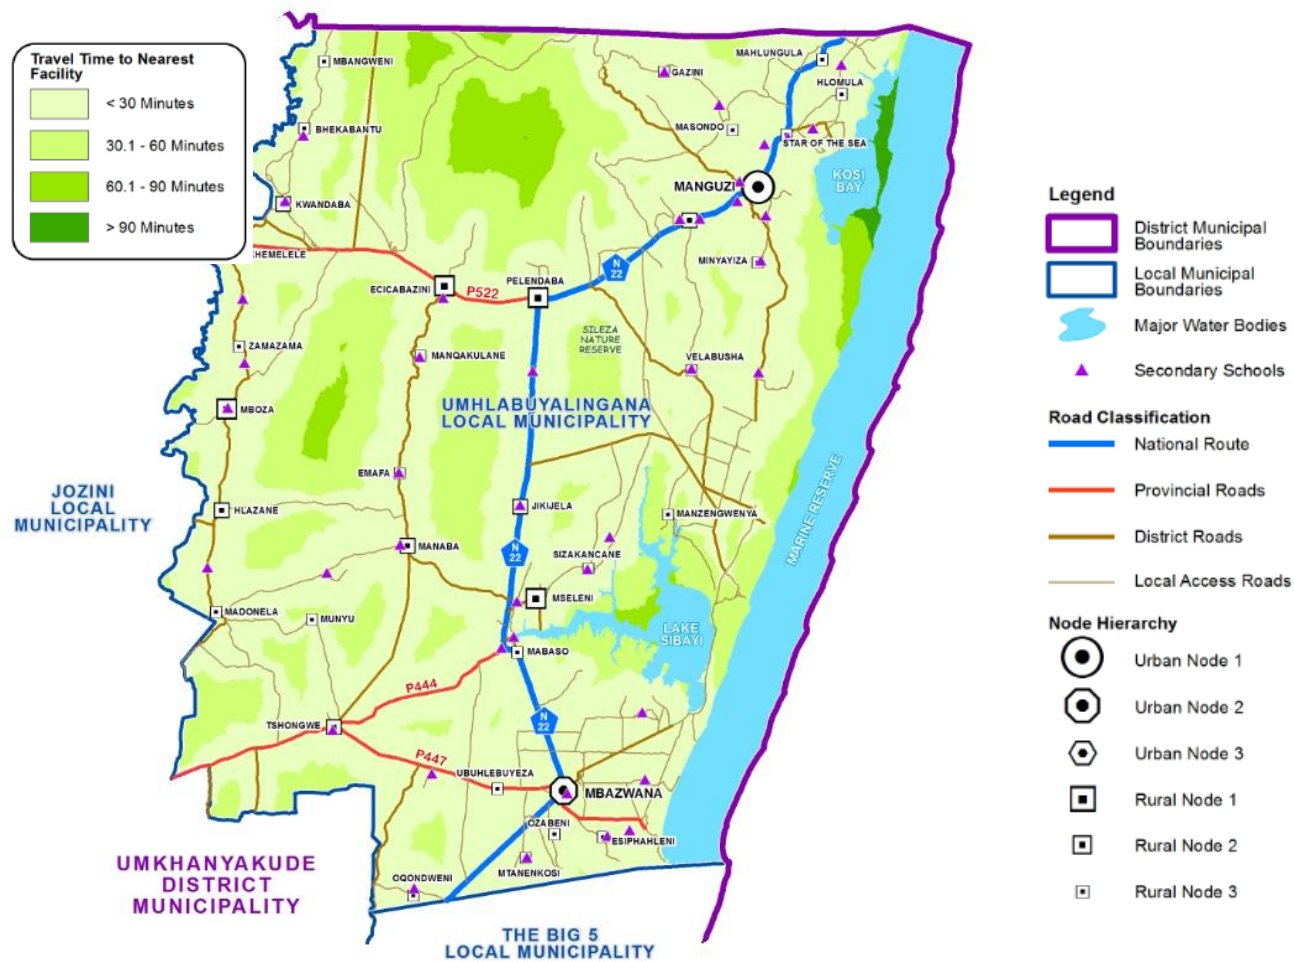 Travel Time to Nearest
Facility
< 30 Minutes
30.1 - 60 Minutes
60.1 - 90 Minutes
> 90 Minutes
MBANGWENI
BHEKABANTU
KWANDABA
HEMELELE
GAZINI
MAHLUNGULA
HLOMULA
MASONDO
STAR OF THE SEA
MANGUZI
KOSI
BAY
MINYAYIZA
N
22
ECICABAZINI
P522
PELENDABA
SILEZA
NATURE
RESERVE
ZAMAZAMA
MANQAKULANE
VELABUSHA
MBOZA
UMHLABUYALINGANA
LOCAL MUNICIPALITY
EMAFA
JOZINI
LOCAL
MUNICIPALITY
HLAZANE
JIKIJELA
MANZENGWENYA
MARINE RESERVE
MANABA
N
22
SIZAKANCANE
MSELENI
MADONELA
MUNYU
LAKE
SIBAYI
MABASO
P444
TSHONGWE
N
22
P447
UBUHLEBUYEZA
MBAZWANA
OZABENI
ESIPHAHLENI
MTANENKOSI
OQONDWENI
UMKHANYAKUDE
DISTRICT
MUNICIPALITY
THE BIG 5
LOCAL MUNICIPALITY
Legend
District Municipal
Boundaries
Local Municipal
Boundaries
Major Water Bodies
Secondary Schools
Road Classification
National Route
Provincial Roads
District Roads
Local Access Roads
Node Hierarchy
Urban Node 1
Urban Node 2
Urban Node 3
Rural Node 1
Rural Node 2
Rural Node 3